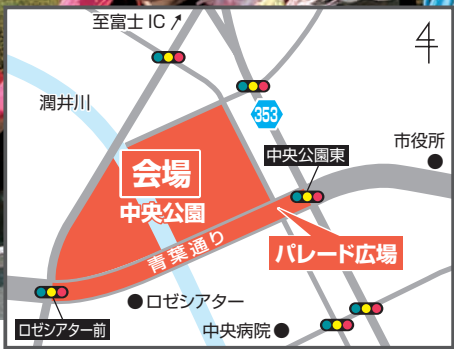 至富士IC
潤井川
353
中央公園東
市役所
会場
中央公園
青葉通り
パレード広場
ロゼシアター
ロゼシアター前
中央病院